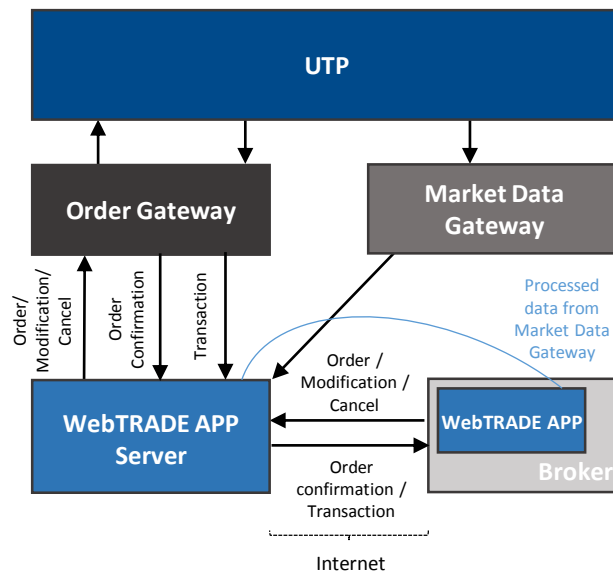 UTP
Order Gateway
Market Data
Gateway
Order/
Modification/
Cancel
Order
Confirmation
Transaction
Processed
data from
Market Data
Gateway
Order /
Modification /
Cancel
WebTRADE APP
Server
WebTRADE APP
Broker
Order
confirmation /
Transaction
Internet